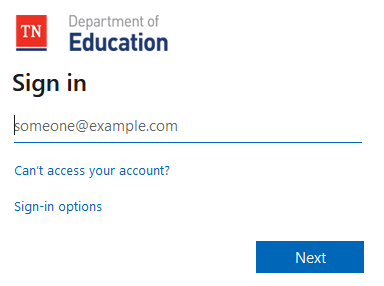 TN
Department of
Education
Sign in
someone@example.com
Can't access your account?
Sign-in options
Next